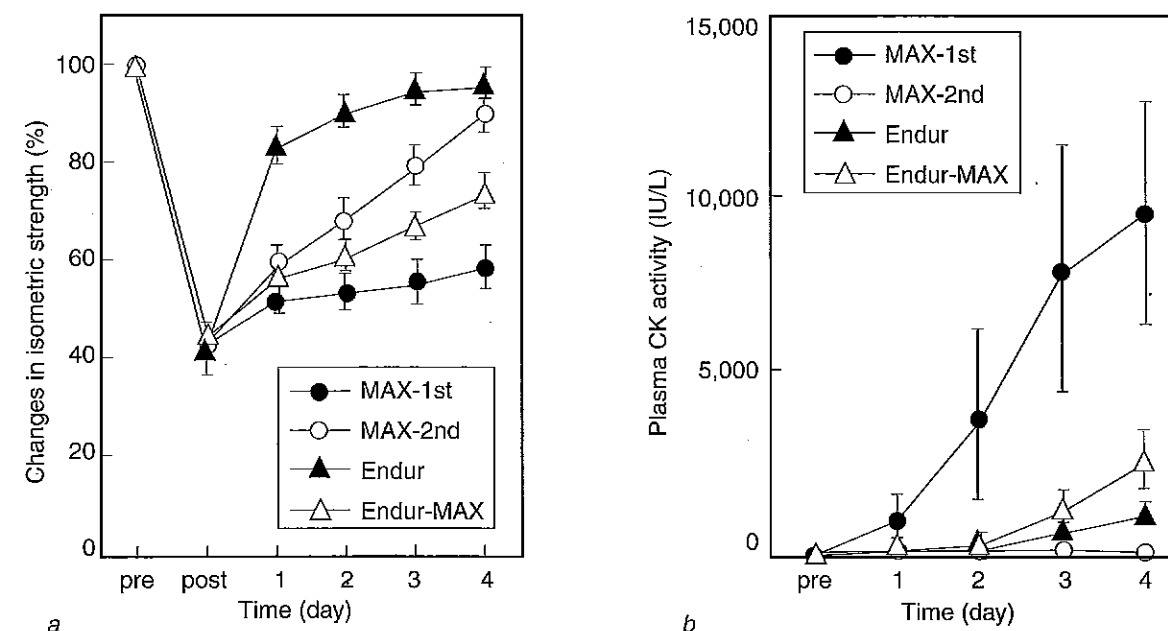 Changes in isometric strength (%)
100
80
60
40
20
0
MAX-1st
MAX-2nd
Endur
Endur-MAX
pre post 1 2 3 4
Time (day)
a
Plasma CK activity (IU/L)
15,000
10,000
5,000
0
MAX-1st
MAX-2nd
Endur
Endur-MAX
pre 1 2 3 4
Time (day)
b